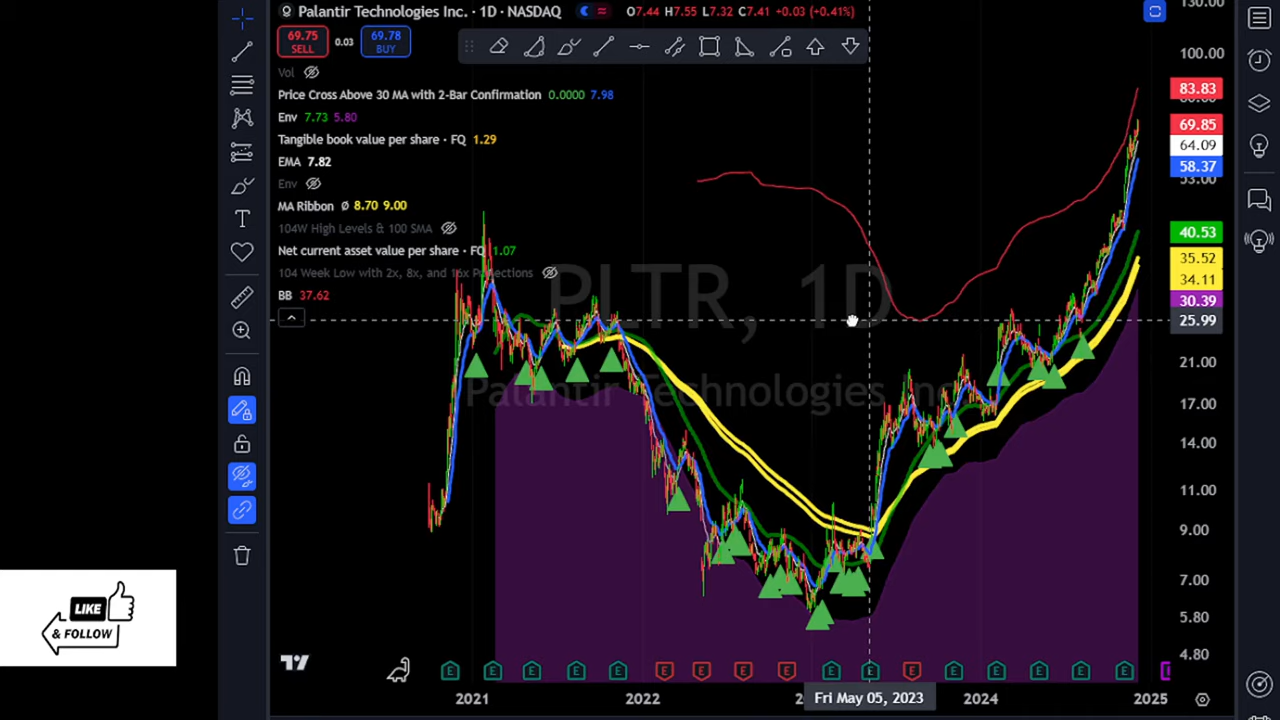 Palantir Technologies Inc. · 1D · NASDAQ O7.44 H7.55 L7.32 C7.41 +0.03 (+0.41%)
69.75 SELL 0.03 69.78 BUY
Vol
Price Cross Above 30 MA with 2-Bar Confirmation 0.0000 7.98
Env 7.73 5.80
Tangible book value per share · FQ 1.29
EMA 7.82
Env
MA Ribbon Ø 8.70 9.00
104W High Levels & 100 SMA
Net current asset value per share · FQ 1.07
104 Week Low with 2x, 8x, and 16x Projections
BB 37.62
PLTR, 1D
Palantir Technologies Inc
130.00
100.00
83.83
69.85
64.09
58.37
53.00
40.53
35.52
34.11
30.39
25.99
21.00
17.00
14.00
11.00
9.00
7.00
5.80
4.80
LIKE
& FOLLOW
E E E E E E E E E E E E E E E E E
2021 2022 Fri May 05, 2023 2024 2025